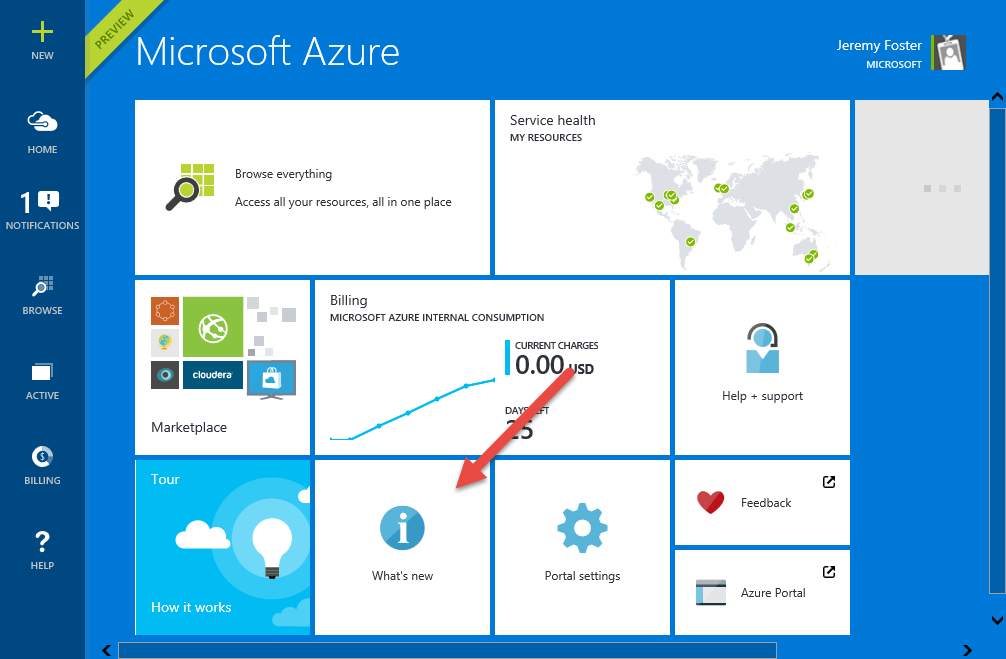 NEW
HOME
1
NOTIFICATIONS
BROWSE
ACTIVE
BILLING
HELP
PREVIEW
Microsoft Azure
Jeremy Foster
MICROSOFT
Browse everything
Access all your resources, all in one place
Service health
MY RESOURCES
cloudera
Marketplace
Billing
MICROSOFT AZURE INTERNAL CONSUMPTION
CURRENT CHARGES
0.00 USD
DAYS LEFT
25
Help + support
Tour
How it works
What's new
Portal settings
Feedback
Azure Portal